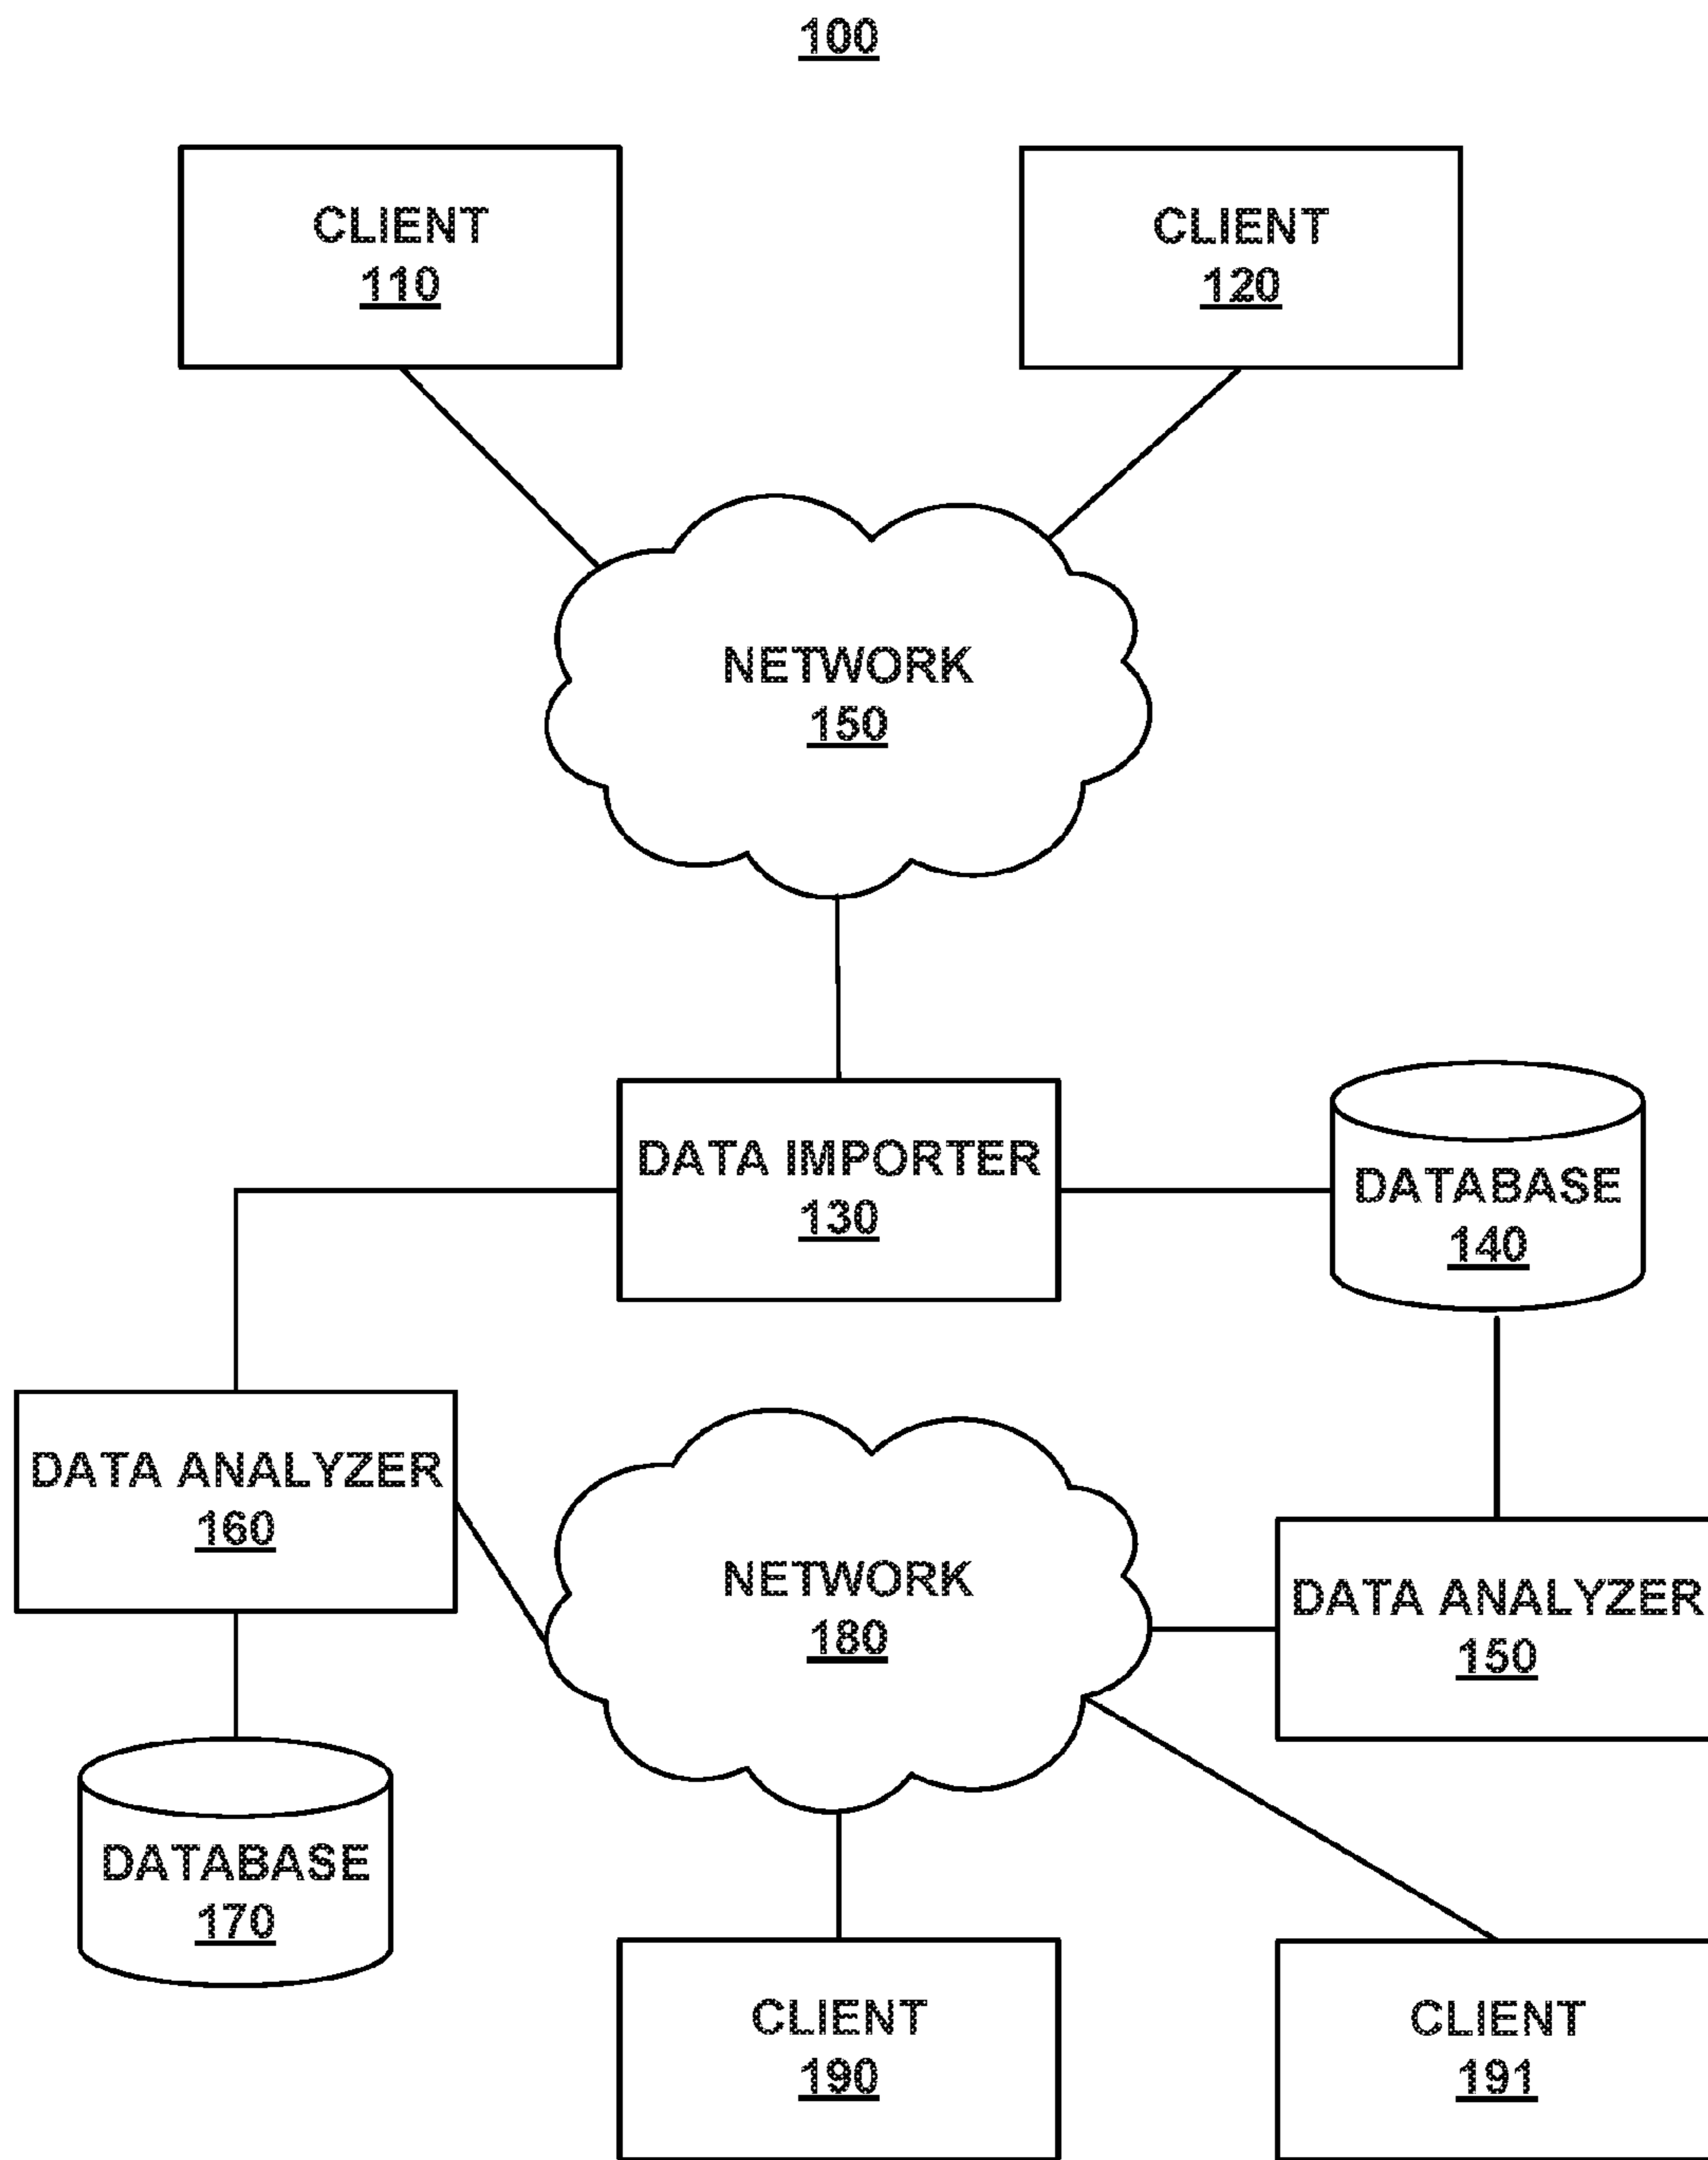 100
CLIENT
110
CLIENT
120
NETWORK
150
DATA IMPORTER
130
DATABASE
140
DATA ANALYZER
160
NETWORK
180
DATA ANALYZER
150
DATABASE
170
CLIENT
190
CLIENT
191